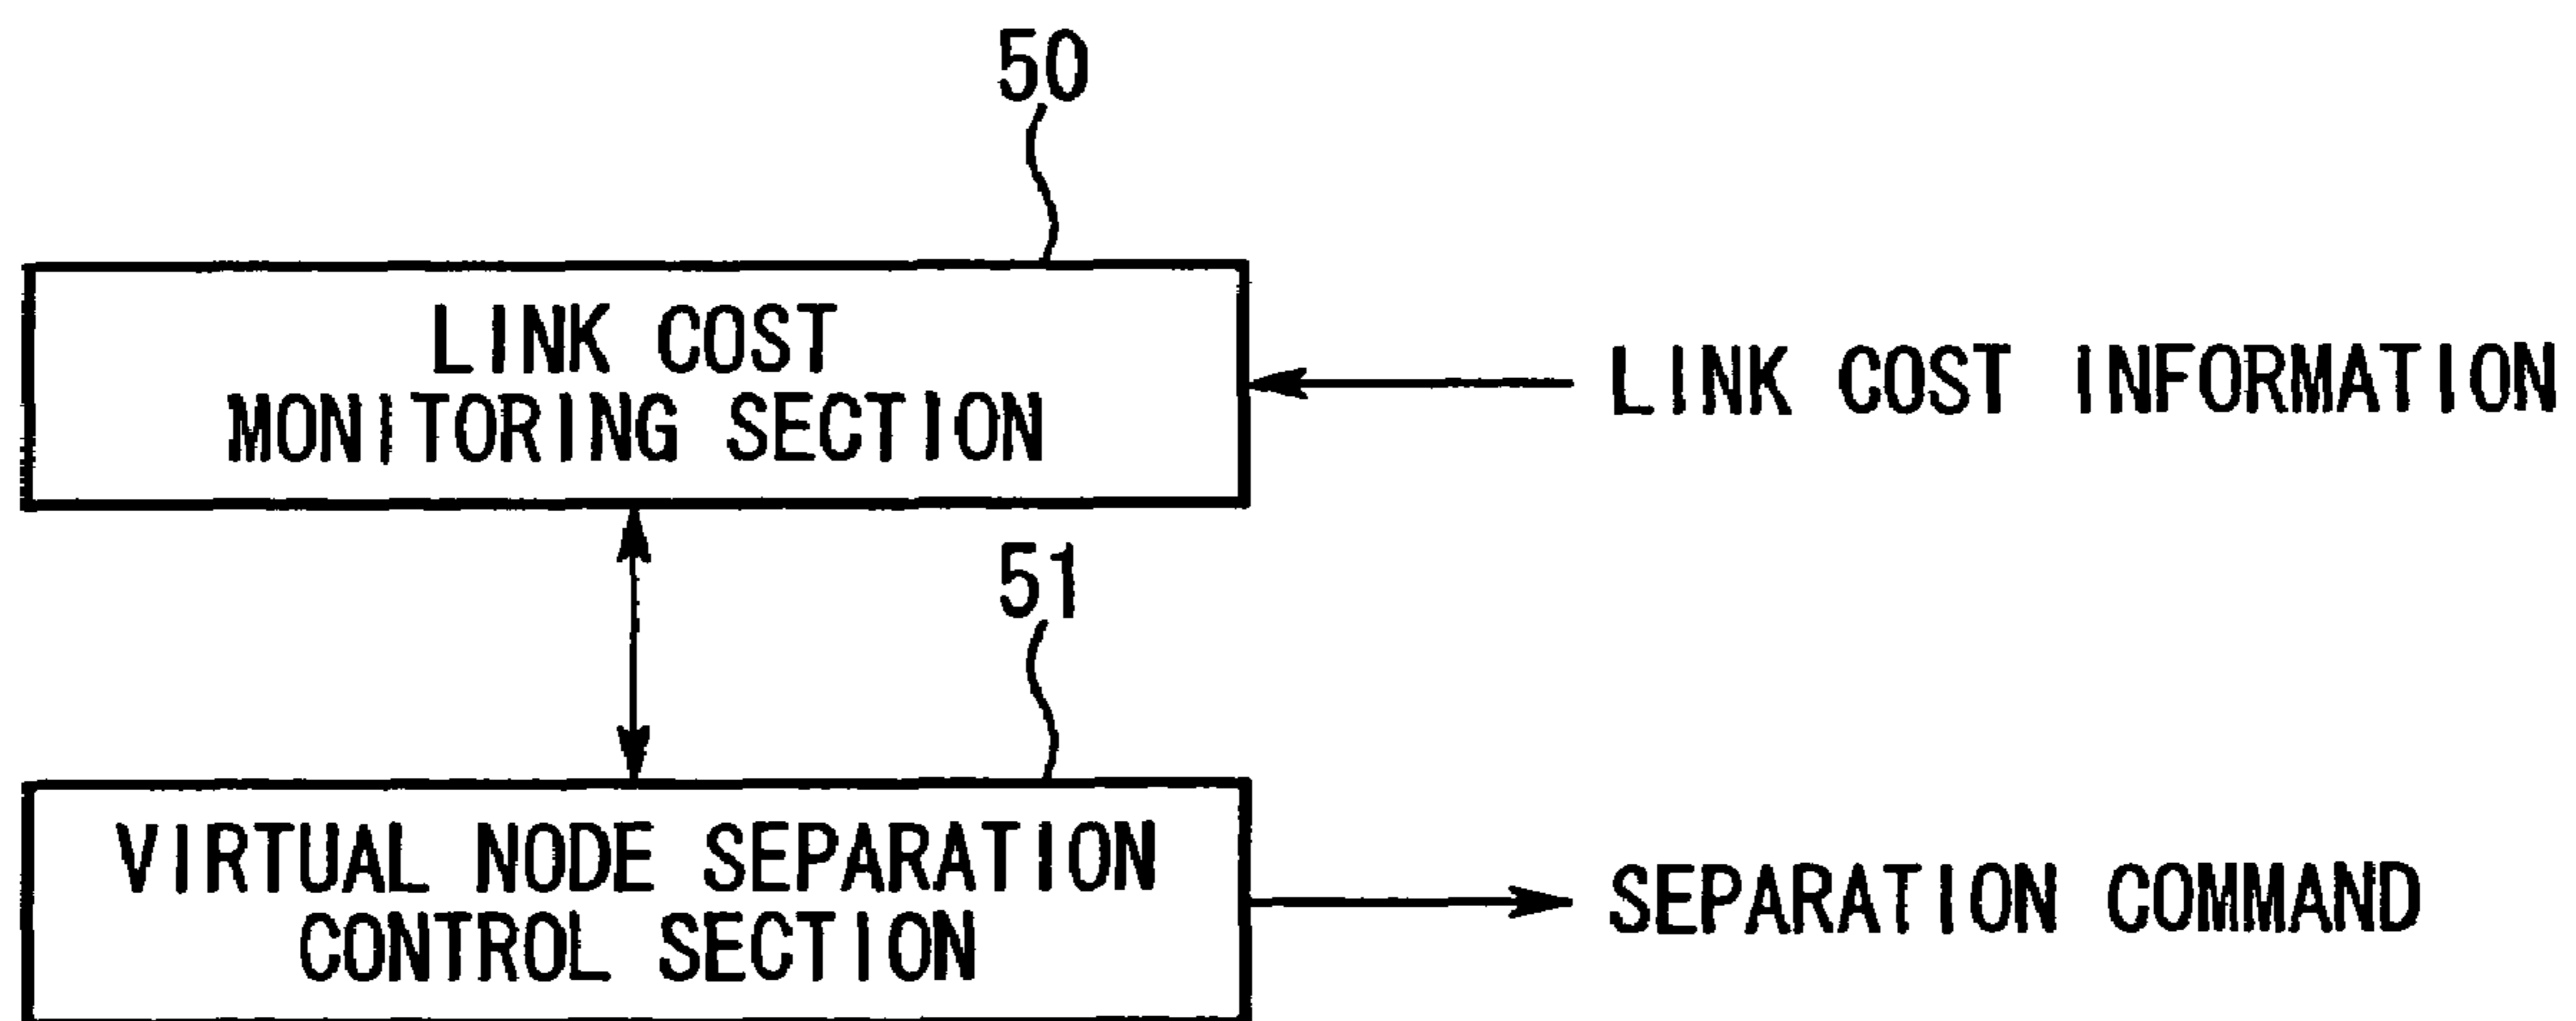 50
LINK COST
MONITORING SECTION
LINK COST INFORMATION
51
VIRTUAL NODE SEPARATION
CONTROL SECTION
SEPARATION COMMAND